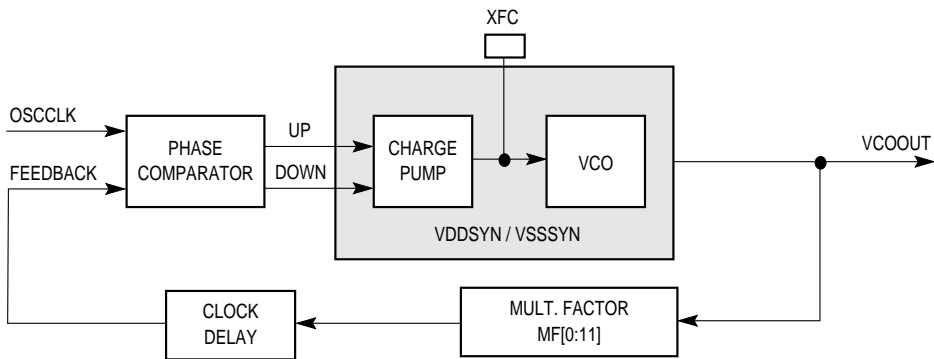 XFC
OSCCLK
UP
PHASE
COMPARATOR
CHARGE
PUMP
VCO
VCOOUT
FEEDBACK
DOWN
VDDSYN / VSSSYN
CLOCK
DELAY
MULT. FACTOR
MF[0:11]